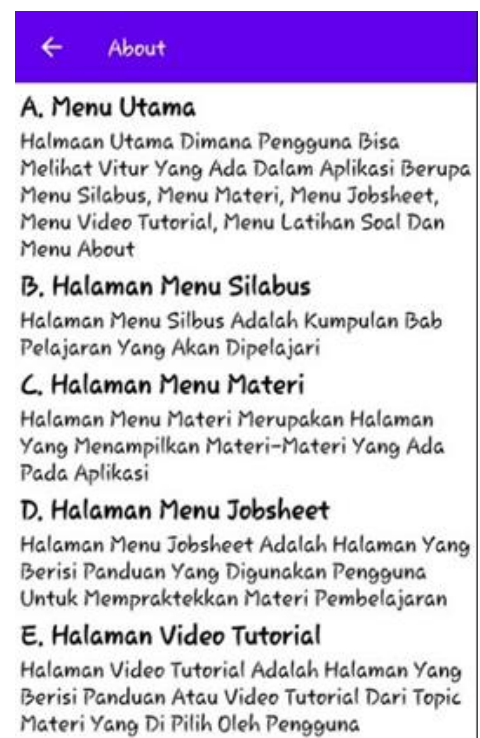 About
A. Menu Utama
Halmaan Utama Dimana Pengguna Bisa
Melihat Vitur Yang Ada Dalam Aplikasi Berupa
Menu Silabus, Menu Materi, Menu Jobsheet,
Menu Video Tutorial, Menu Latihan Soal Dan
Menu About
B. Halaman Menu Silabus
Halaman Menu Silbus Adalah Kumpulan Bab
Pelajaran Yang Akan Dipelajari
C. Halaman Menu Materi
Halaman Menu Materi Merupakan Halaman
Yang Menampilkan Materi-Materi Yang Ada
Pada Aplikasi
D. Halaman Menu Jobsheet
Halaman Menu Jobsheet Adalah Halaman Yang
Berisi Panduan Yang Digunakan Pengguna
Untuk Mempraktekkan Materi Pembelajaran
E. Halaman Video Tutorial
Halaman Video Tutorial Adalah Halaman Yang
Berisi Panduan Atau Video Tutorial Dari Topic
Materi Yang Di Pilih Oleh Pengguna